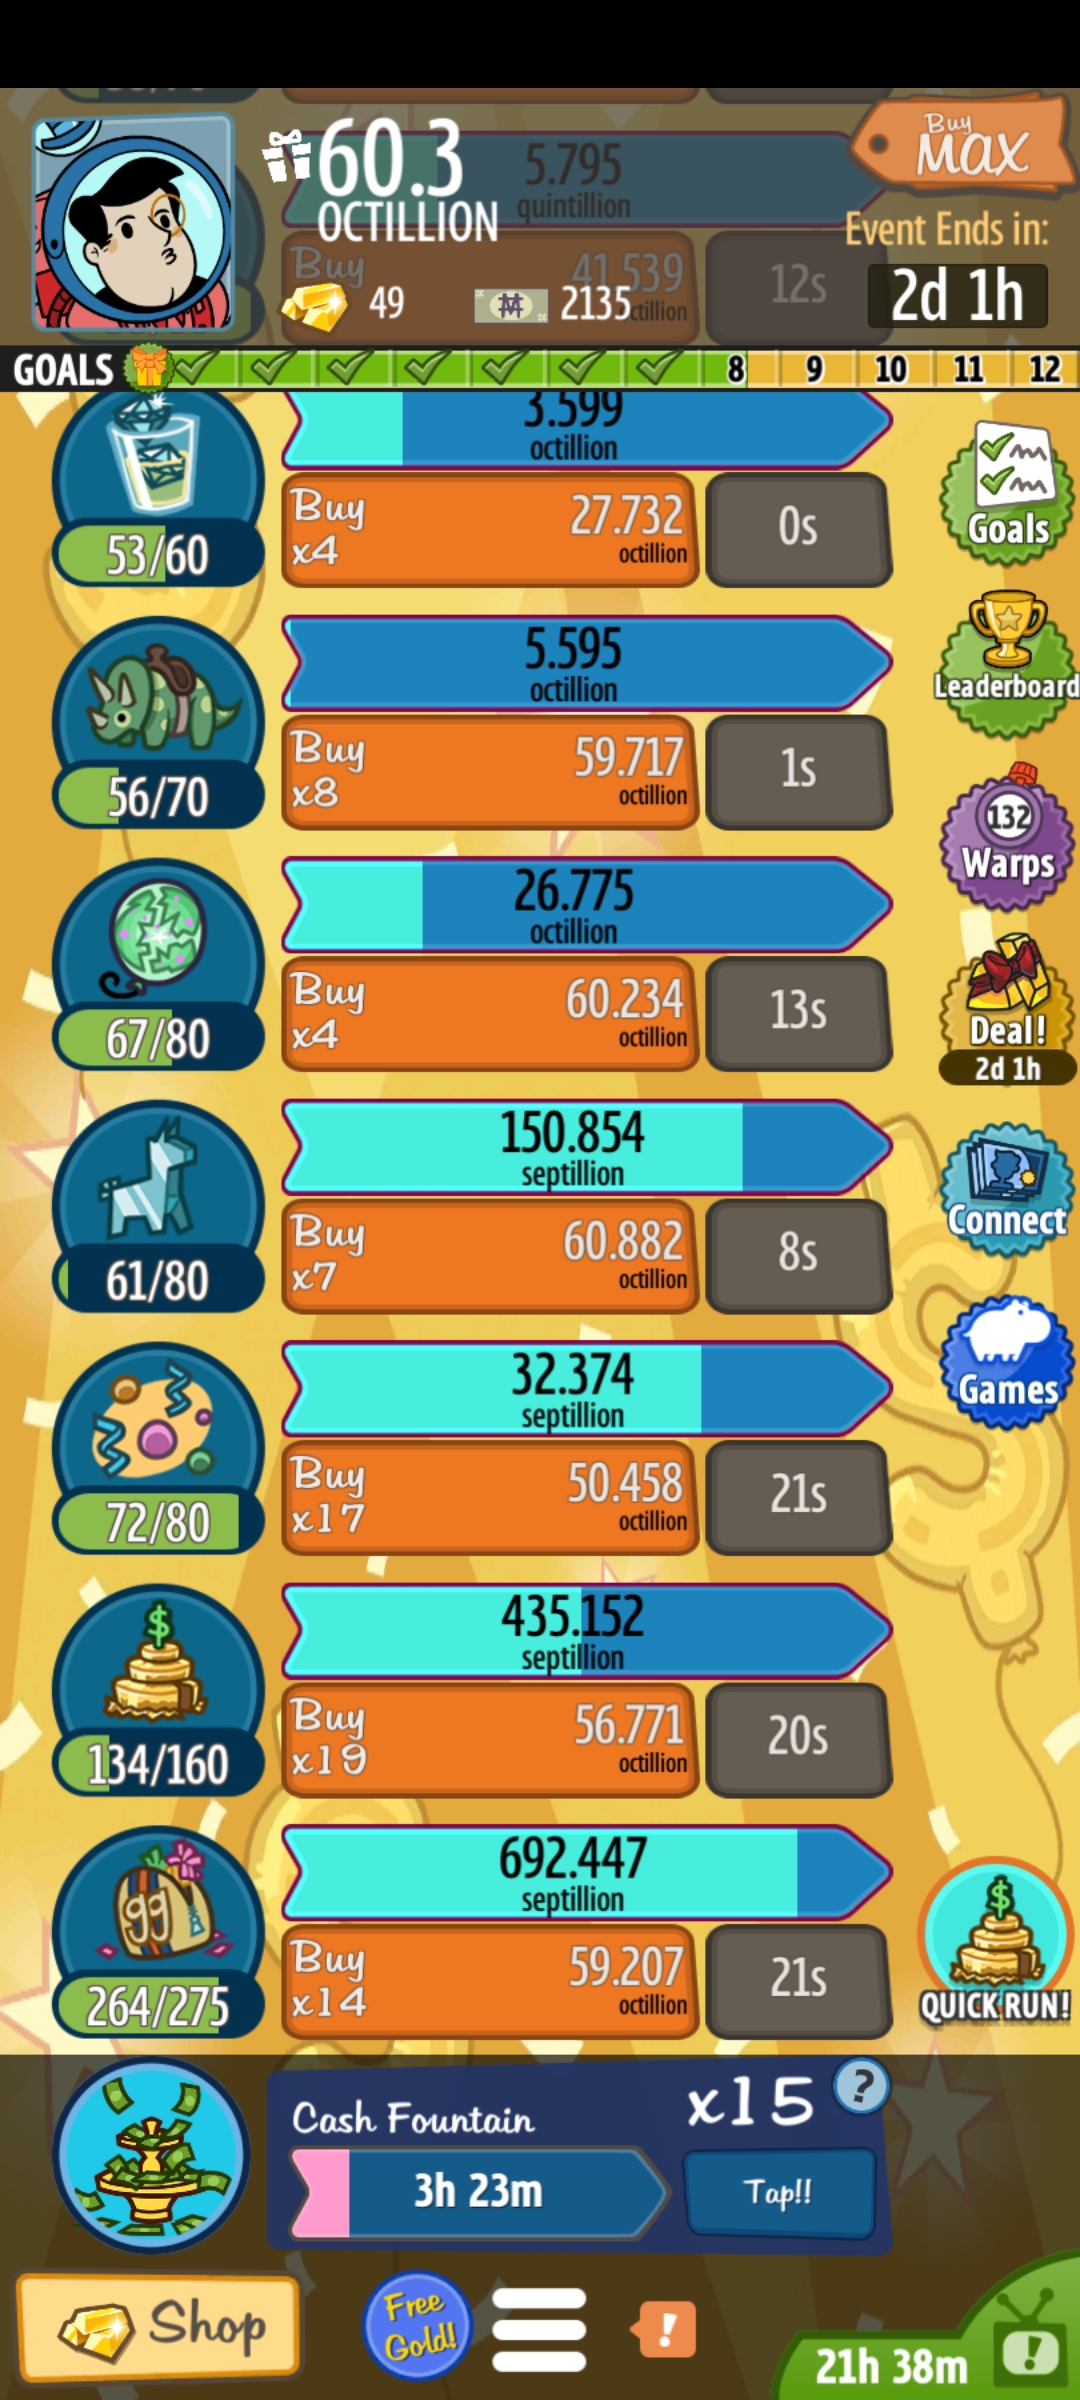 60.3
OCTILLION
5.795
quintillion
Buy
MAX
Event Ends in:
2d 1h
Buy
41.539
12s
49
2135
GOALS
8
9
10
11
12
3.599
octillion
Buy
x4
27.732
octillion
0s
53/60
Goals
5.595
octillion
Buy
x8
59.717
octillion
1s
56/70
Leaderboard
26.775
octillion
Buy
x4
60.234
octillion
13s
67/80
132
Warps
Deal!
2d 1h
150.854
septillion
Buy
x7
60.882
octillion
8s
61/80
Connect
32.374
septillion
Buy
x17
50.458
octillion
21s
72/80
Games
435.152
septillion
Buy
x19
56.771
octillion
20s
$
134/160
692.447
septillion
Buy
x14
59.207
octillion
21s
99
264/275
$
QUICK RUN!
Cash Fountain
x15
?
3h 23m
Tap!!
Shop
Free
Gold!
!
21h 38m
!